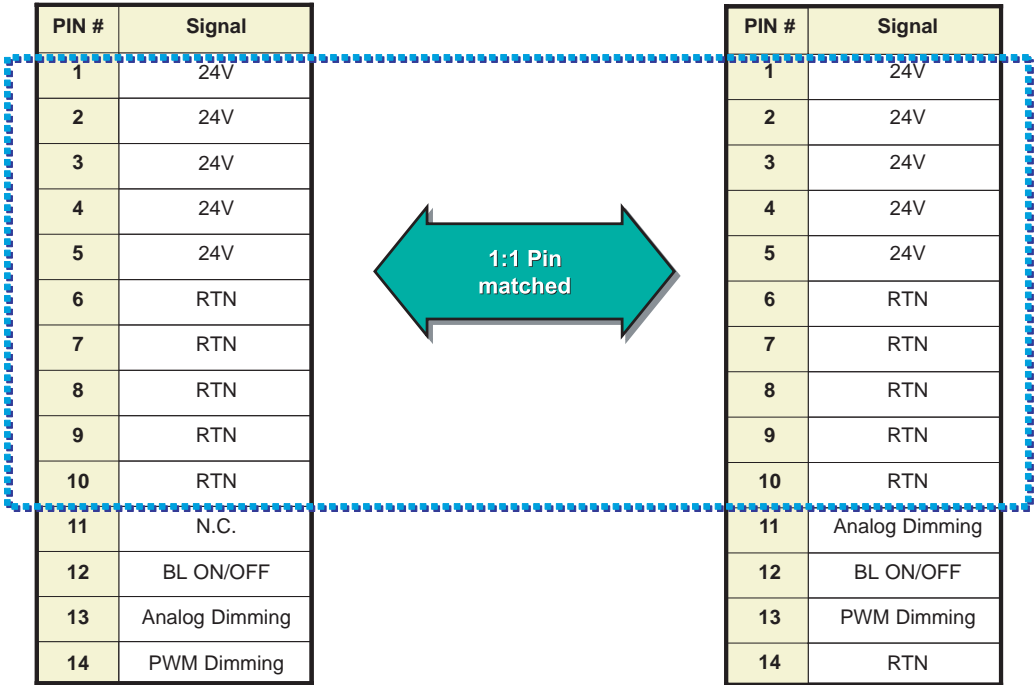 PIN # Signal
1 24V
2 24V
3 24V
4 24V
5 24V
6 RTN
7 RTN
8 RTN
9 RTN
10 RTN
11 N.C.
12 BL ON/OFF
13 Analog Dimming
14 PWM Dimming
1:1 Pin
matched
PIN # Signal
1 24V
2 24V
3 24V
4 24V
5 24V
6 RTN
7 RTN
8 RTN
9 RTN
10 RTN
11 Analog Dimming
12 BL ON/OFF
13 PWM Dimming
14 RTN